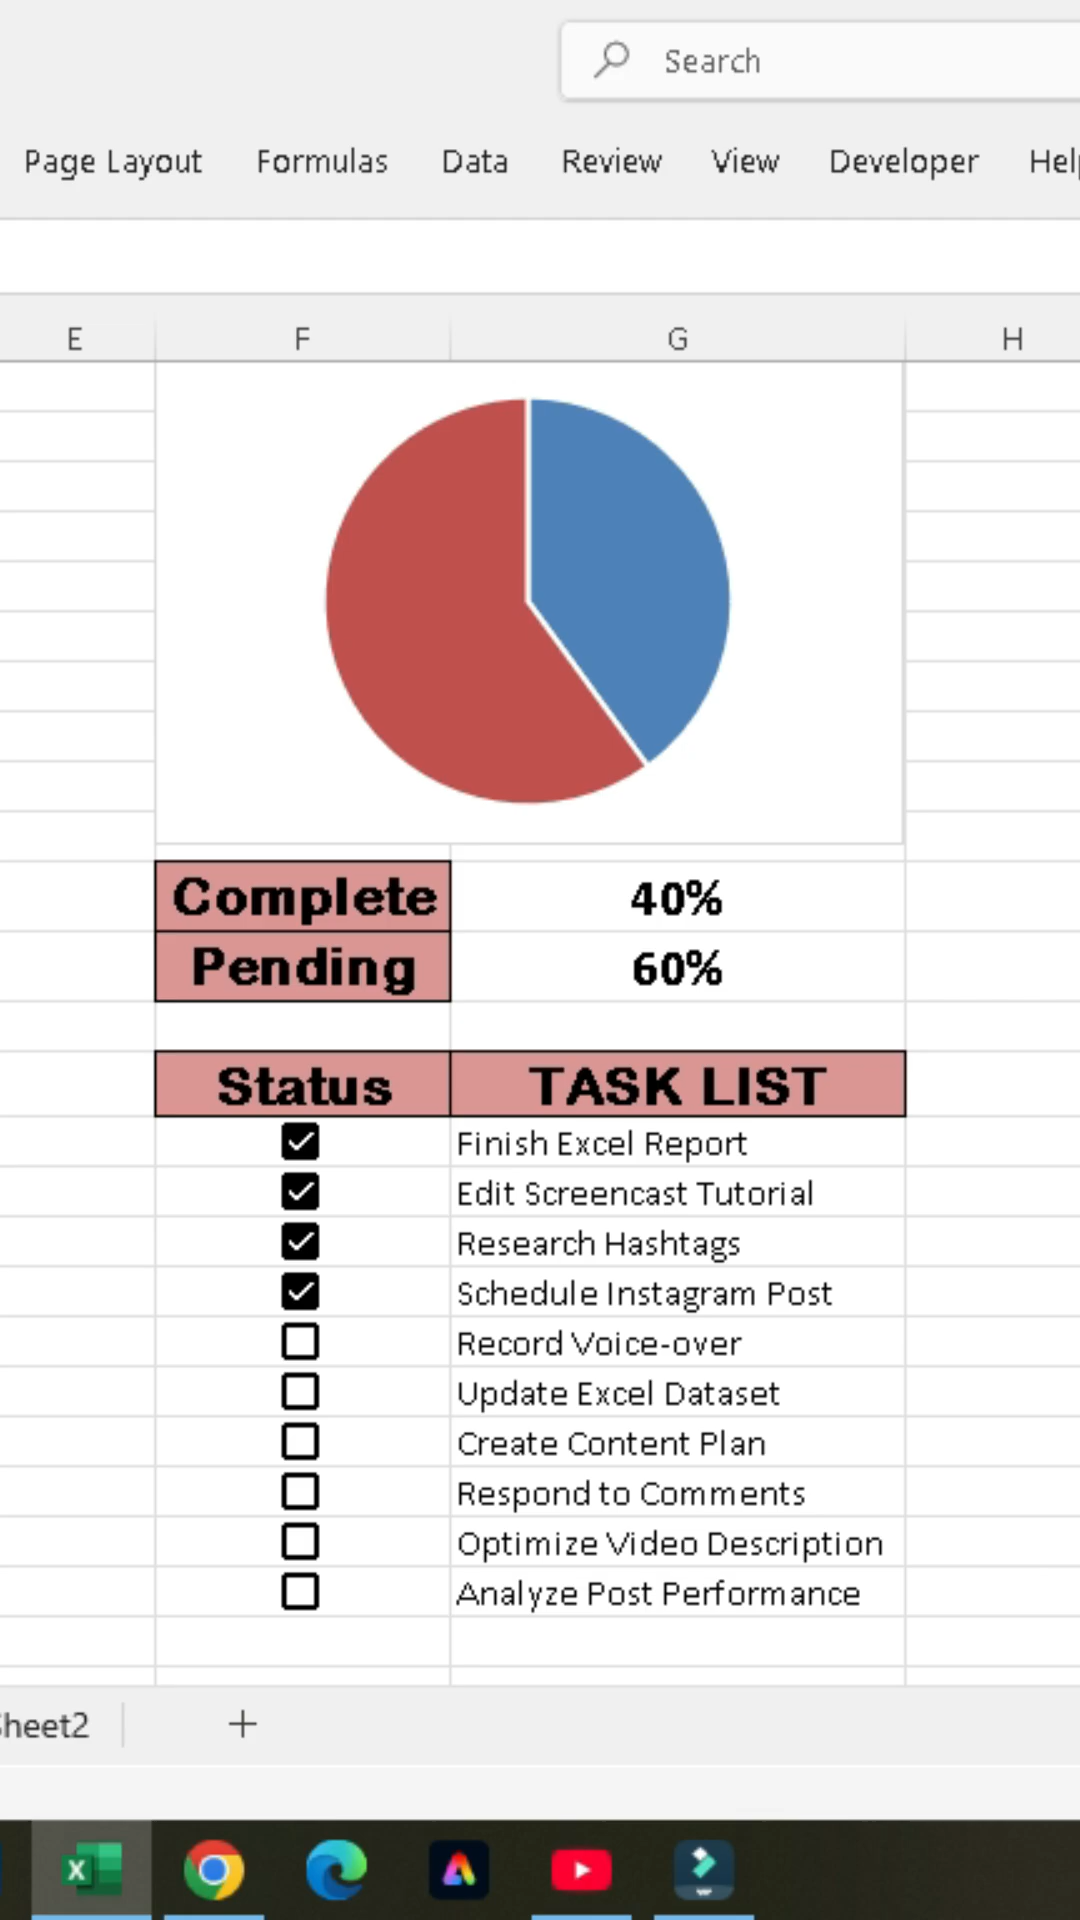 Search
Page Layout Formulas Data Review View Developer Help
E F G H
Complete 40%
Pending 60%
Status TASK LIST
Finish Excel Report
Edit Screencast Tutorial
Research Hashtags
Schedule Instagram Post
Record Voice-over
Update Excel Dataset
Create Content Plan
Respond to Comments
Optimize Video Description
Analyze Post Performance
Sheet2 +